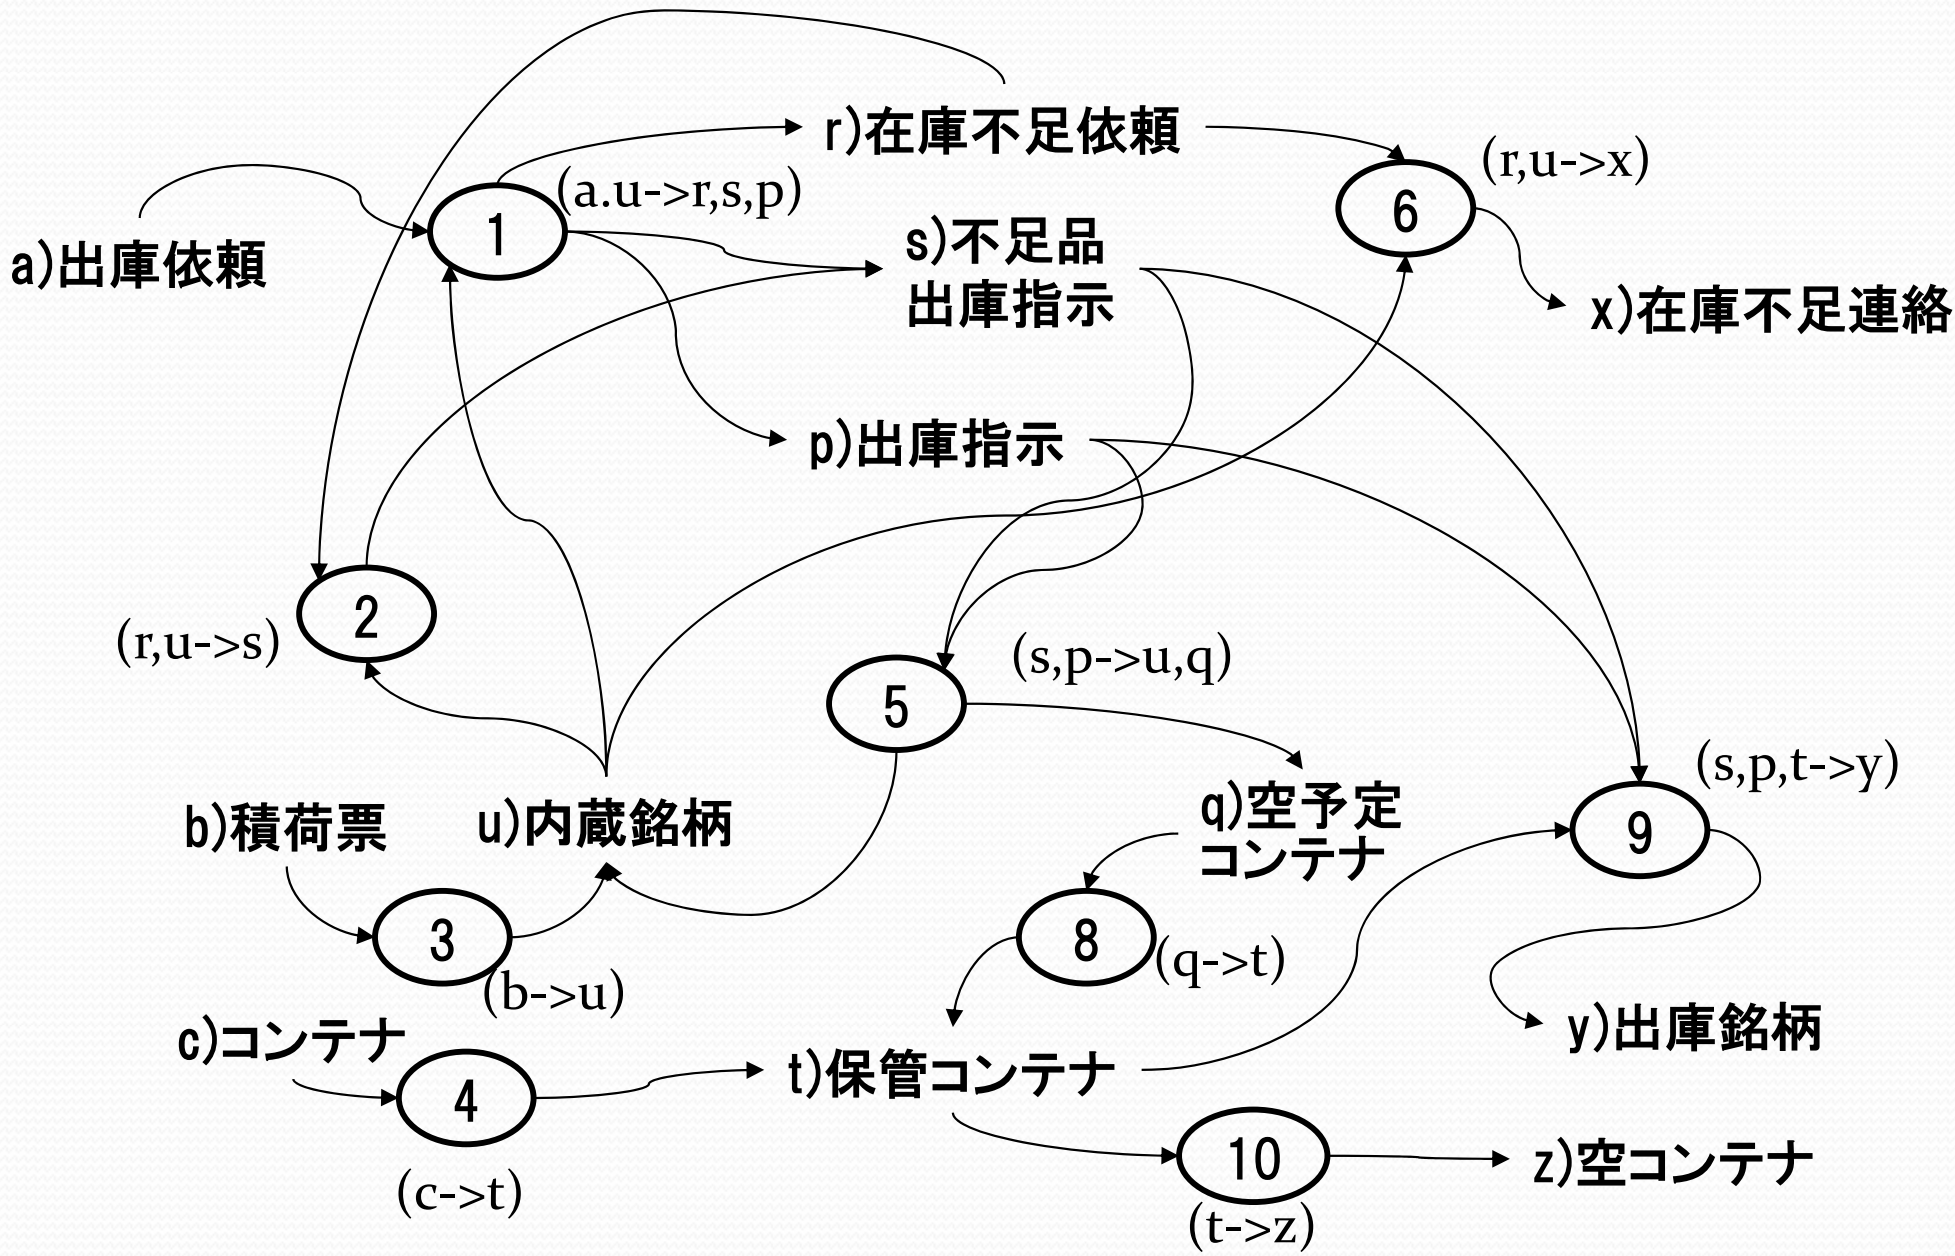 r)在庫不足依頼
(r,u->x)
(a.u->r,s,p)
1
6
s)不足品
出庫指示
a)出庫依頼
x)在庫不足連絡
p)出庫指示
2
(r,u->s)
(s,p->u,q)
5
(s,p,t->y)
q)空予定
コンテナ
b)積荷票
u)内蔵銘柄
9
3
8
(q->t)
(b->u)
y)出庫銘柄
c)コンテナ
4
t)保管コンテナ
10
z)空コンテナ
(c->t)
(t->z)